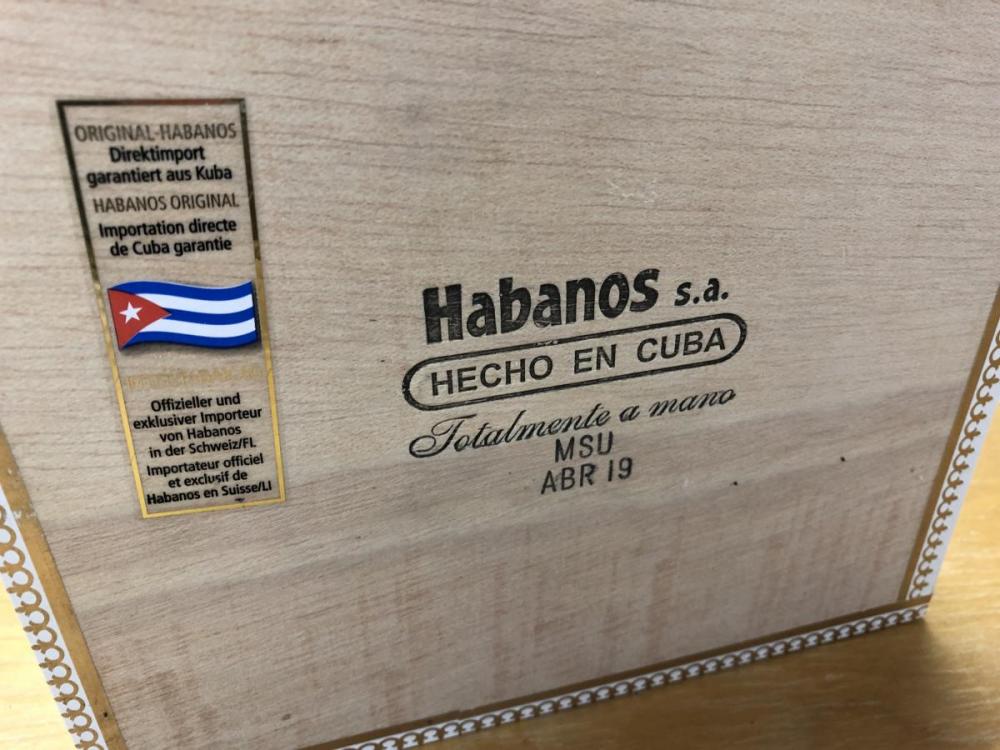 ORIGINAL-HABANOS
Direktimport
garantiert aus Kuba
HABANOS ORIGINAL
Importation directe
de Cuba garantie
Offizieller und
exklusiver Importeur
von Habanos
in der Schweiz/FL
Importateur officiel
et exclusif de
Habanos en Suisse/LI
Habanos s.a.
HECHO EN CUBA
Totalmente a mano
MSU
ABR 19